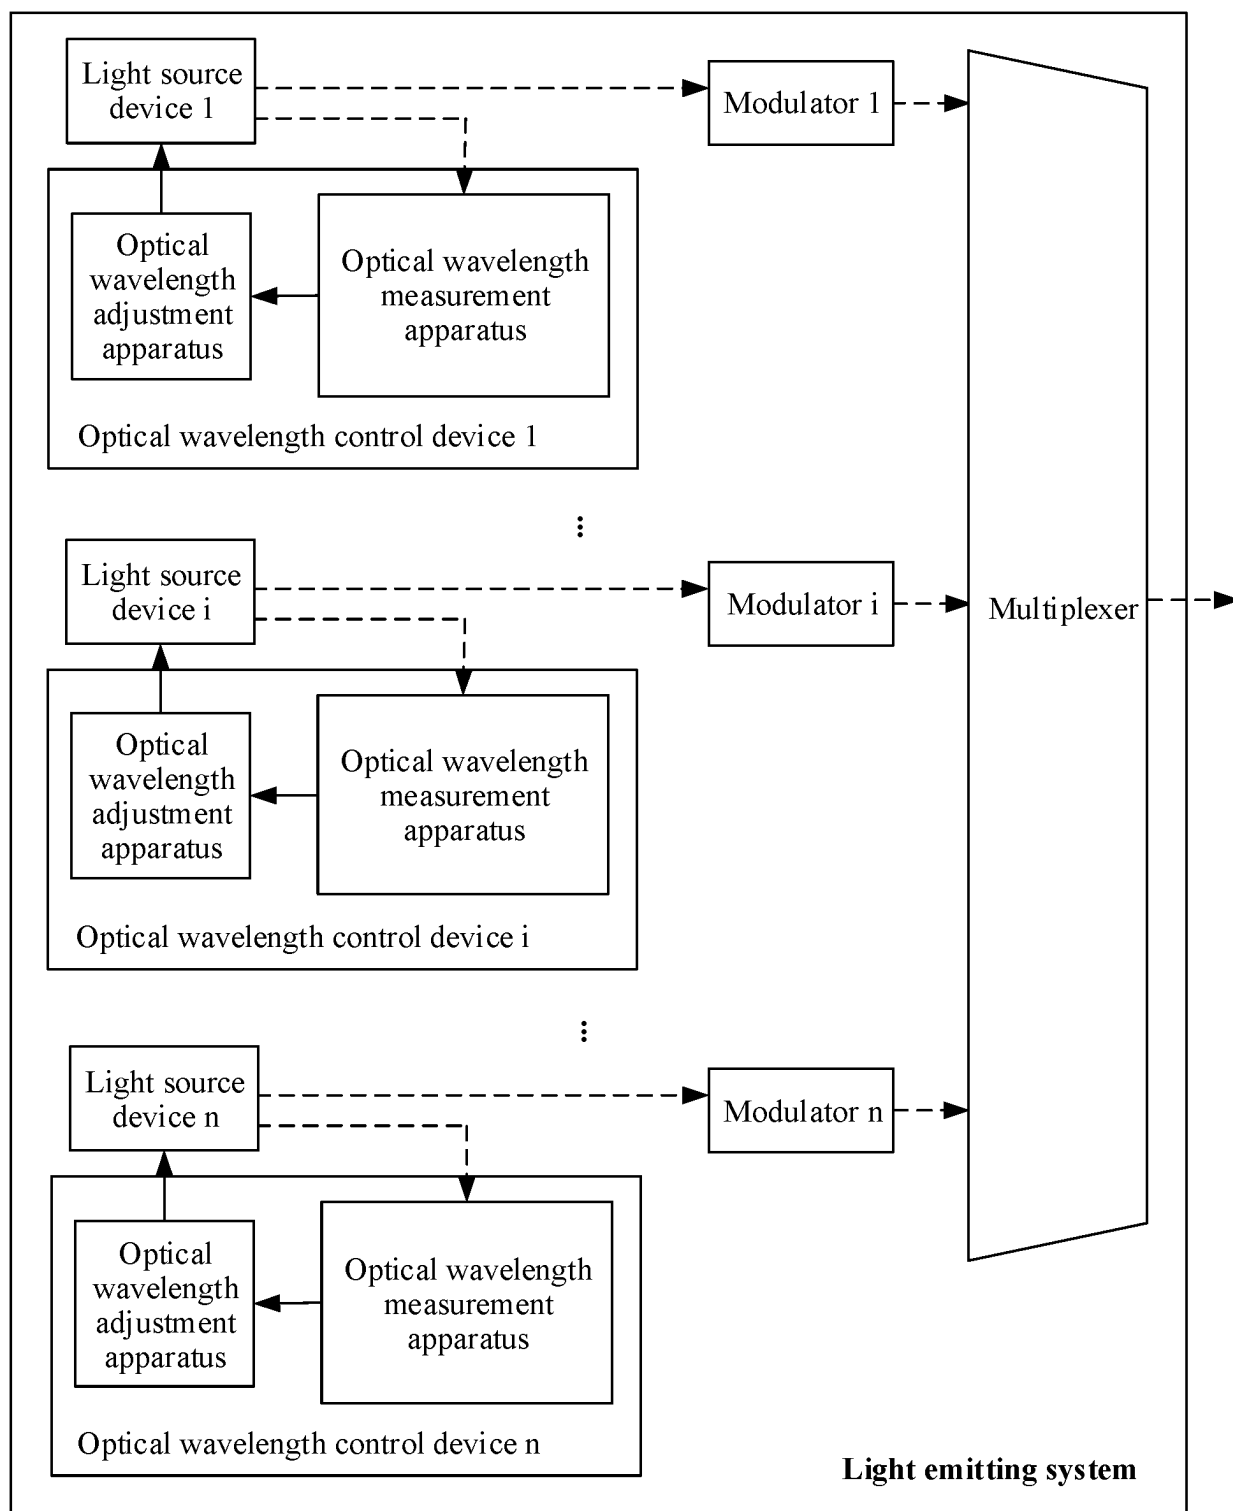 Light source
device 1
Modulator 1
Optical
wavelength
adjustment
apparatus
Optical wavelength
measurement
apparatus
Optical wavelength control device 1
Light source
device i
Modulator i
Multiplexer
Optical
wavelength
adjustment
apparatus
Optical wavelength
measurement
apparatus
Optical wavelength control device i
Light source
device n
Modulator n
Optical
wavelength
adjustment
apparatus
Optical wavelength
measurement
apparatus
Optical wavelength control device n
Light emitting system